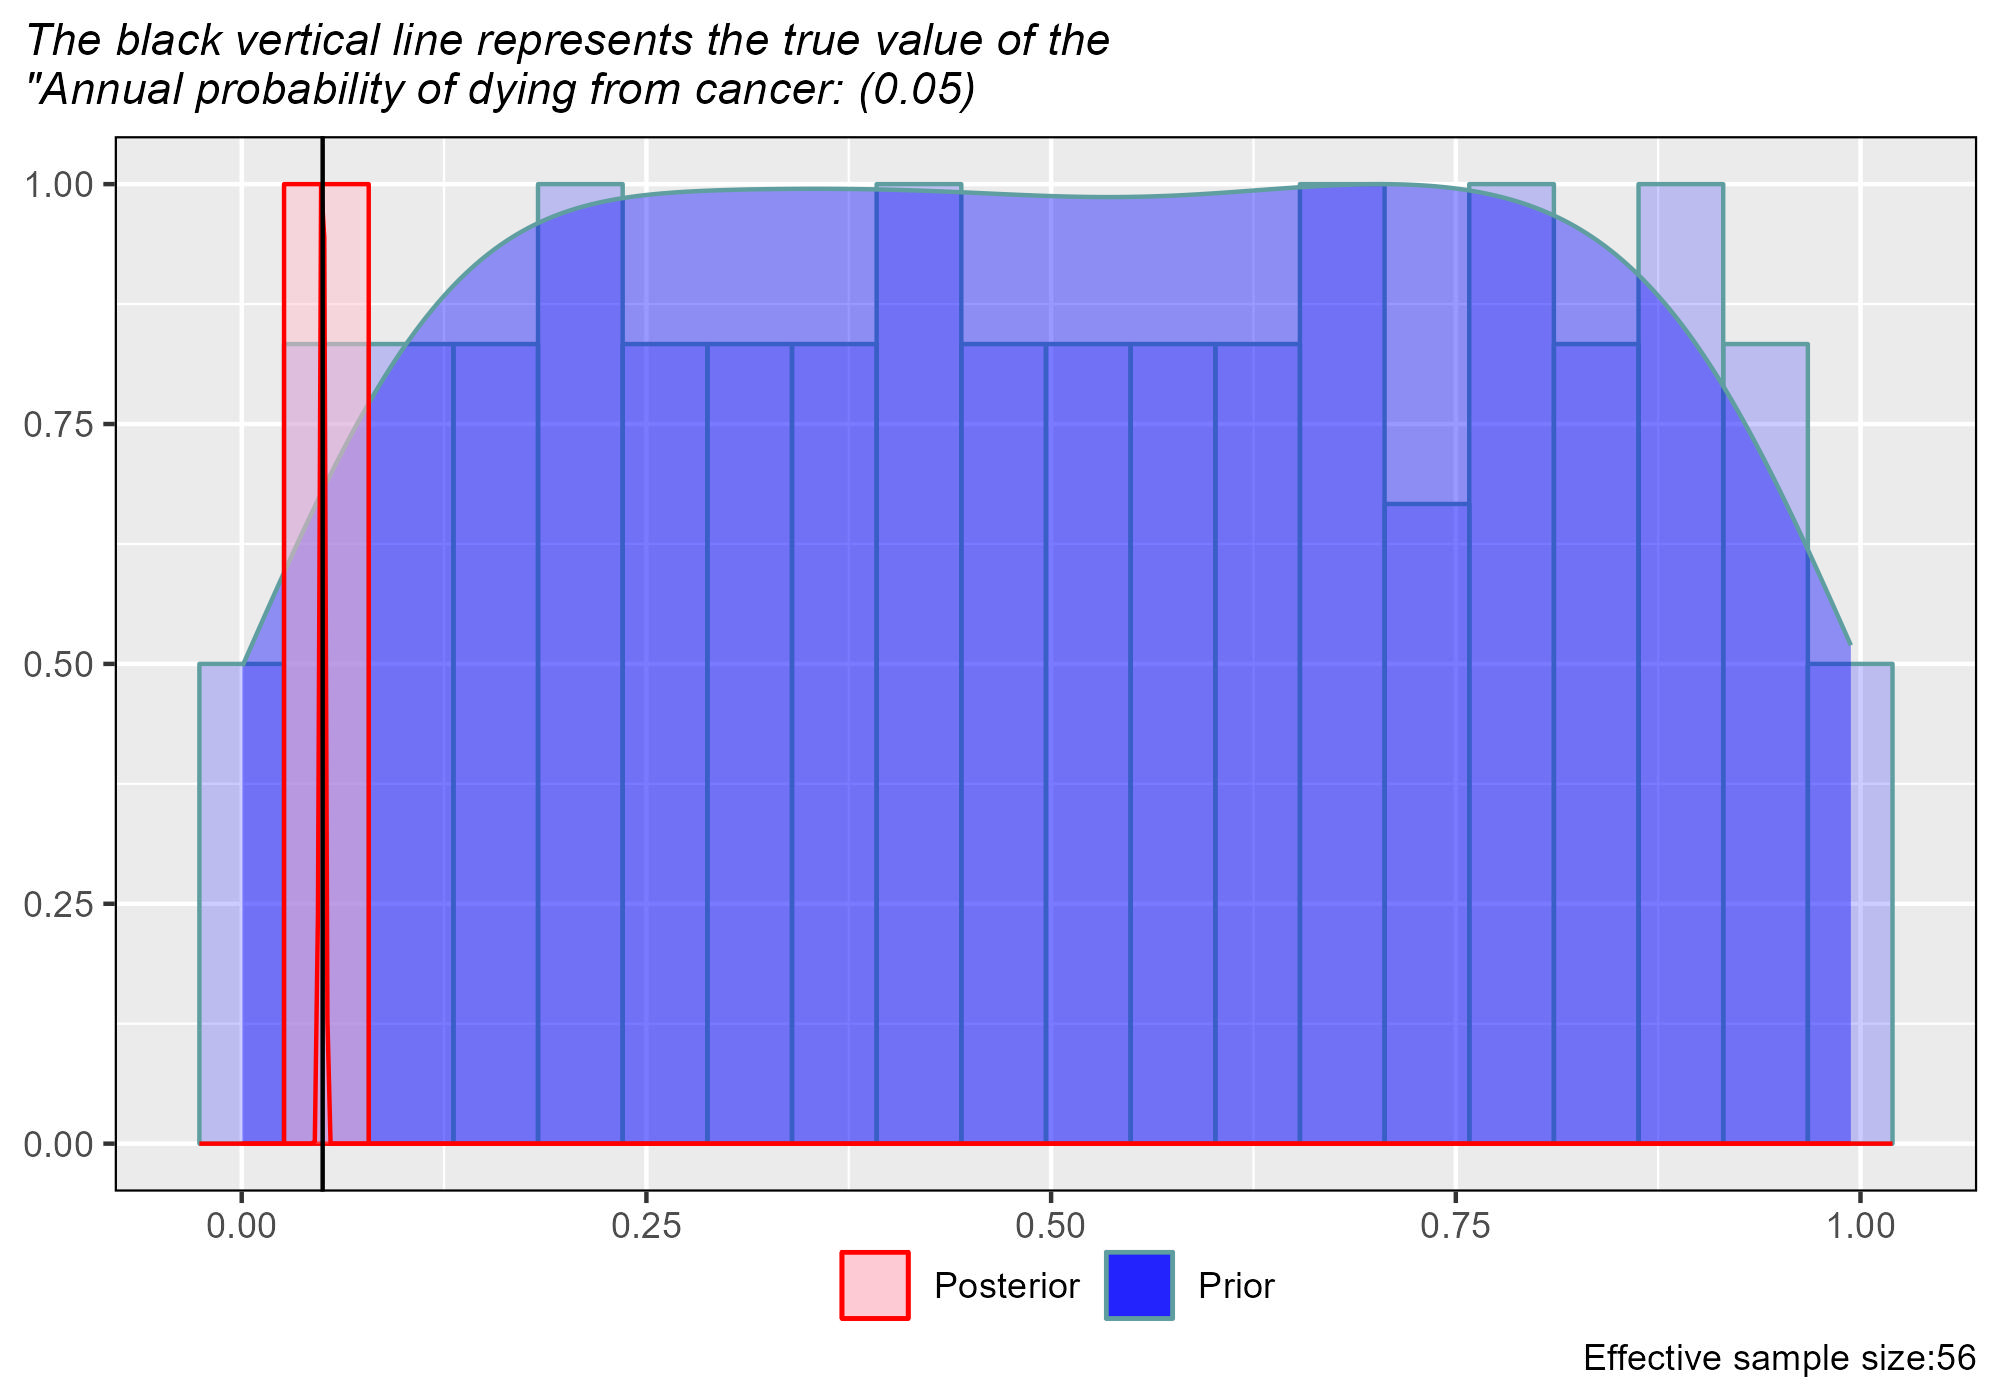 The black vertical line represents the true value of the
"Annual probability of dying from cancer: (0.05)
1.00
0.75
0.50
0.25
0.00
0.00 0.25 0.50 0.75 1.00
Posterior Prior
Effective sample size:56